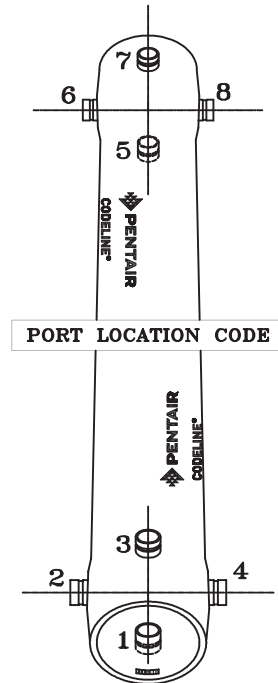 7
6 8
5
PENTAIR
CODELINE®
PORT LOCATION CODE
PENTAIR
CODELINE®
3
2 4
1